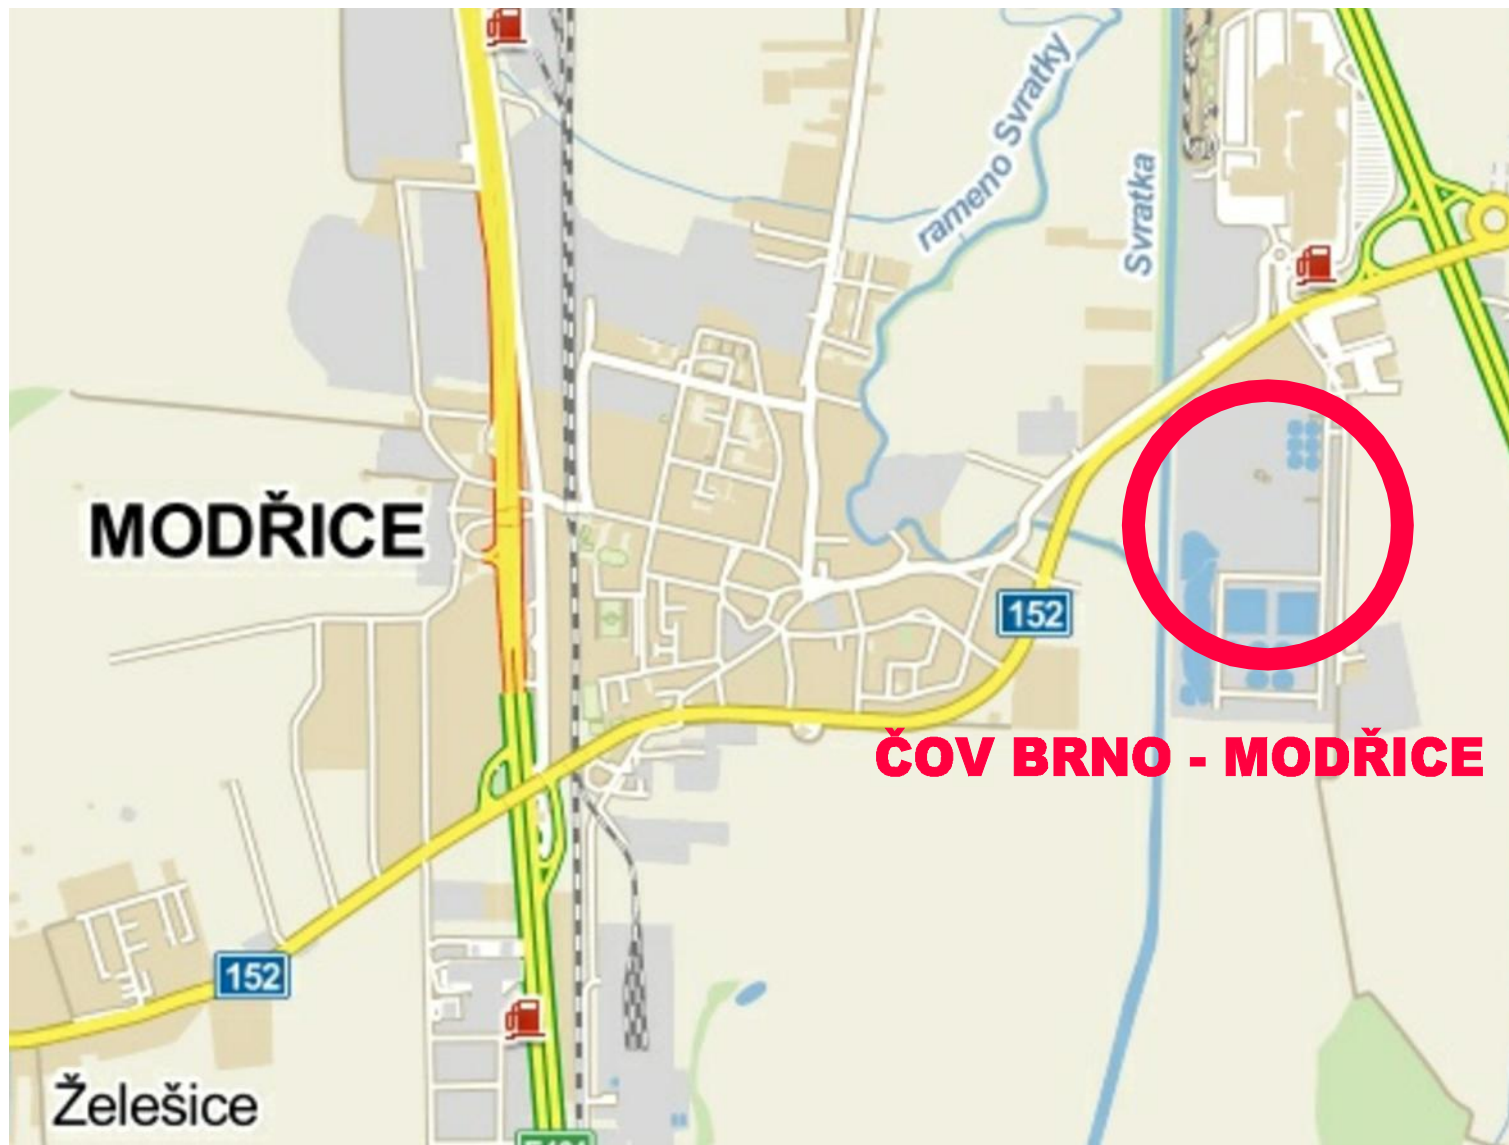 rameno Svratky
Svratka
MODŘICE
152
ČOV BRNO - MODŘICE
152
Želešice